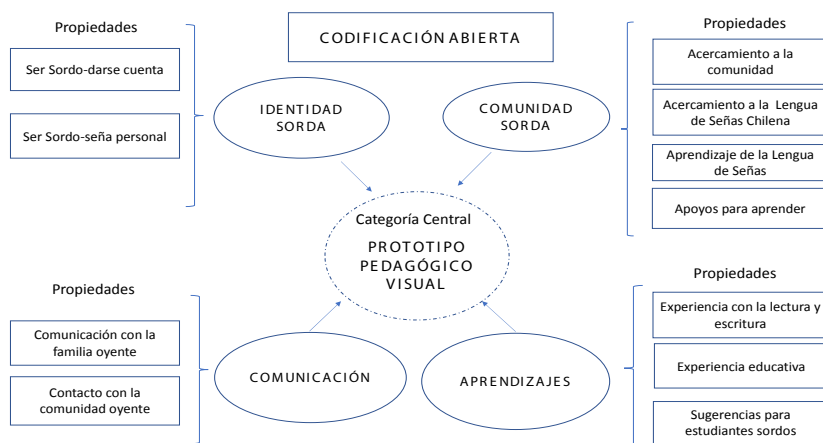 CODIFICACIÓN ABIERTA
Propiedades
Ser Sordo-darse cuenta
Ser Sordo-seña personal
IDENTIDAD
SORDA
COMUNIDAD
SORDA
Propiedades
Acercamiento a la
comunidad
Acercamiento a la Lengua
de Señas Chilena
Aprendizaje de la Lengua
de Señas
Apoyos para aprender
Categoría Central
PROTOTIPO
PEDAGÓGICO
VISUAL
Propiedades
Comunicación con la
familia oyente
Contacto con la
comunidad oyente
COMUNICACIÓN
APRENDIZAJES
Propiedades
Experiencia con la lectura y
escritura
Experiencia educativa
Sugerencias para
estudiantes sordos